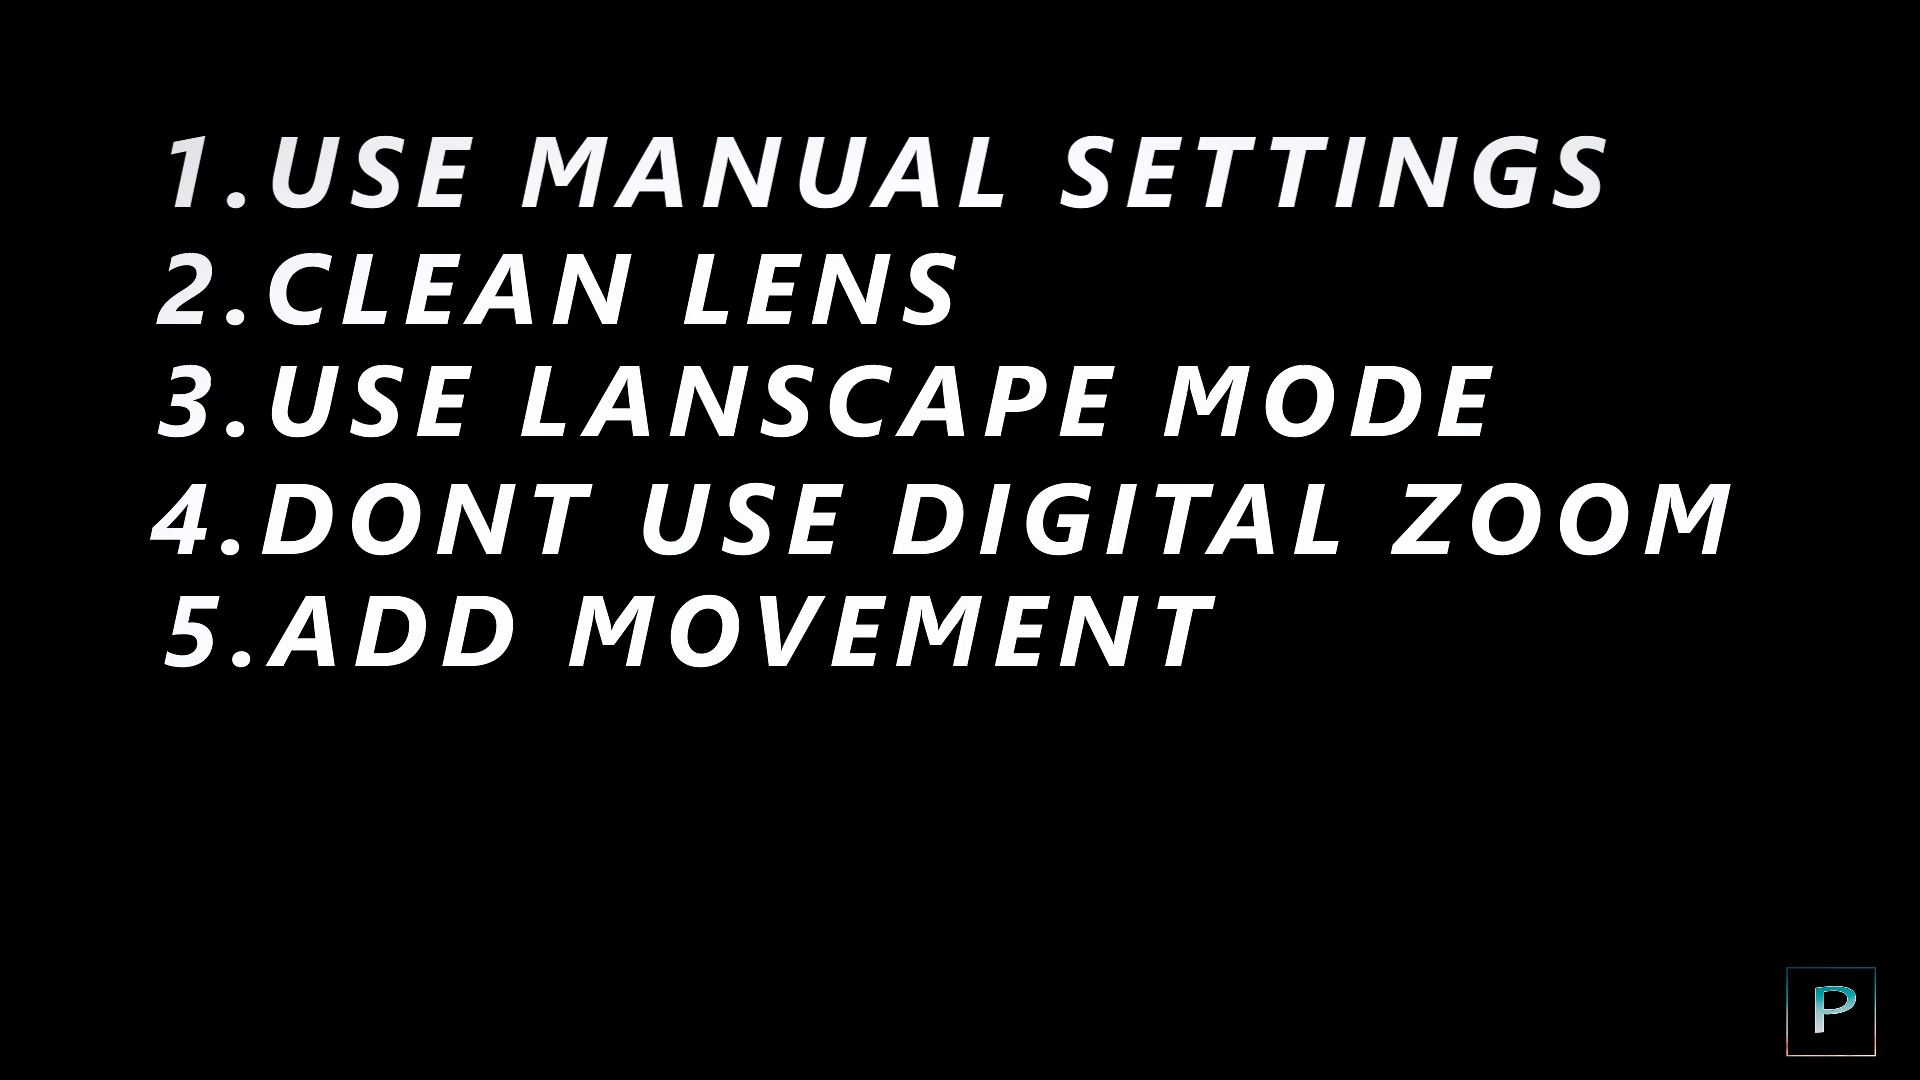 1.USE MANUAL SETTINGS
2.CLEAN LENS
3.USE LANSCAPE MODE
4.DONT USE DIGITAL ZOOM
5.ADD MOVEMENT
P